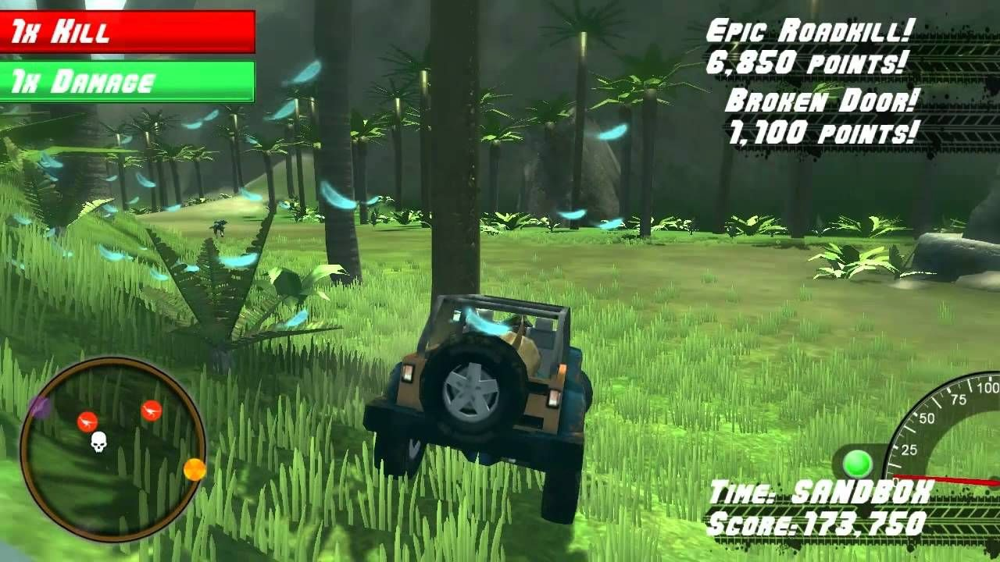 1x Kill
1x Damage
Epic Roadkill!
6,850 points!
Broken Door!
1,100 points!
100
75
50
25
0
Time: SANDBOX
Score: 173,750